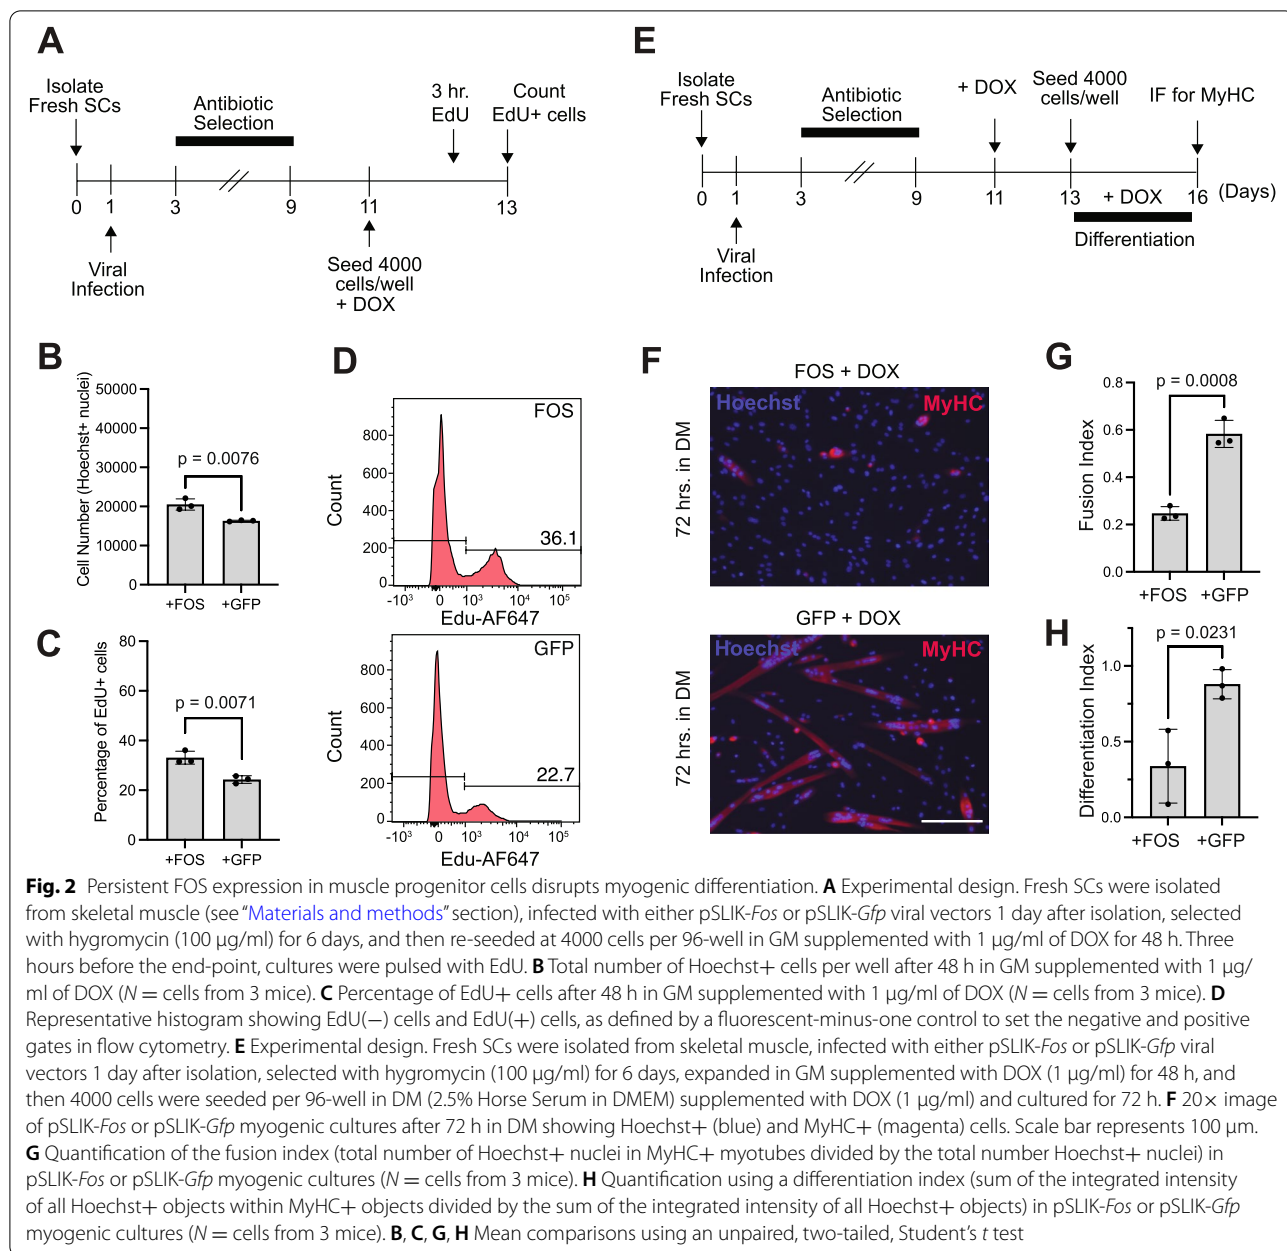 A
Isolate
Fresh SCs
Antibiotic
Selection
3 hr.
EdU
Count
EdU+ cells
0 1 3 9 11 13
Viral
Infection
Seed 4000
cells/well
+ DOX
E
Isolate
Fresh SCs
Antibiotic
Selection
+ DOX
Seed 4000
cells/well
IF for MyHC
0 1 3 9 11 13 16 (Days)
+ DOX
Viral
Infection
Differentiation
B
Cell Number (Hoechst+ nuclei)
50000
40000
30000
20000
10000
0
p = 0.0076
+FOS +GFP
C
Percentage of EdU+ cells
80
60
40
20
0
p = 0.0071
+FOS +GFP
D
FOS
Count
800
600
400
200
0
36.1
-10³ 0 10³ 10⁴ 10⁵
Edu-AF647
GFP
Count
800
600
400
200
0
22.7
-10³ 0 10³ 10⁴ 10⁵
Edu-AF647
F
FOS + DOX
72 hrs. in DM
Hoechst MyHC
GFP + DOX
72 hrs. in DM
Hoechst MyHC
G
Fusion Index
0.8
0.6
0.4
0.2
0.0
p = 0.0008
+FOS +GFP
H
Differentiation Index
1.0
0.5
0.0
p = 0.0231
+FOS +GFP
Fig. 2 Persistent FOS expression in muscle progenitor cells disrupts myogenic differentiation. A Experimental design. Fresh SCs were isolated
from skeletal muscle (see “Materials and methods” section), infected with either pSLIK-Fos or pSLIK-Gfp viral vectors 1 day after isolation, selected
with hygromycin (100 µg/ml) for 6 days, and then re-seeded at 4000 cells per 96-well in GM supplemented with 1 µg/ml of DOX for 48 h. Three
hours before the end-point, cultures were pulsed with EdU. B Total number of Hoechst+ cells per well after 48 h in GM supplemented with 1 µg/
ml of DOX (N = cells from 3 mice). C Percentage of EdU+ cells after 48 h in GM supplemented with 1 µg/ml of DOX (N = cells from 3 mice). D
Representative histogram showing EdU(−) cells and EdU(+) cells, as defined by a fluorescent-minus-one control to set the negative and positive
gates in flow cytometry. E Experimental design. Fresh SCs were isolated from skeletal muscle, infected with either pSLIK-Fos or pSLIK-Gfp viral
vectors 1 day after isolation, selected with hygromycin (100 µg/ml) for 6 days, expanded in GM supplemented with DOX (1 µg/ml) for 48 h, and
then 4000 cells were seeded per 96-well in DM (2.5% Horse Serum in DMEM) supplemented with DOX (1 µg/ml) and cultured for 72 h. F 20× image
of pSLIK-Fos or pSLIK-Gfp myogenic cultures after 72 h in DM showing Hoechst+ (blue) and MyHC+ (magenta) cells. Scale bar represents 100 µm.
G Quantification of the fusion index (total number of Hoechst+ nuclei in MyHC+ myotubes divided by the total number Hoechst+ nuclei) in
pSLIK-Fos or pSLIK-Gfp myogenic cultures (N = cells from 3 mice). H Quantification using a differentiation index (sum of the integrated intensity
of all Hoechst+ objects within MyHC+ objects divided by the sum of the integrated intensity of all Hoechst+ objects) in pSLIK-Fos or pSLIK-Gfp
myogenic cultures (N = cells from 3 mice). B, C, G, H Mean comparisons using an unpaired, two-tailed, Student’s t test